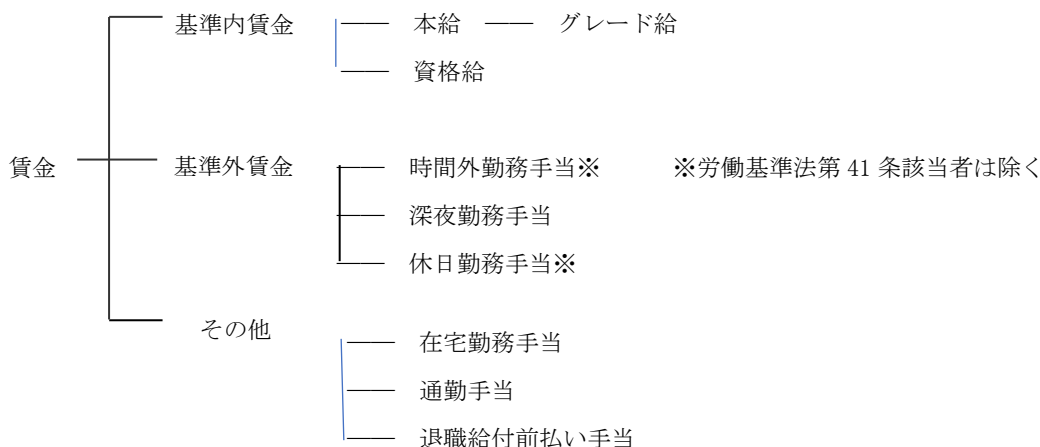 基準内賃金 本給 グレード給
資格給
賃金 基準外賃金 時間外勤務手当※ ※労働基準法第 41 条該当者は除く
深夜勤務手当
休日勤務手当※
その他
在宅勤務手当
通勤手当
退職給付前払い手当